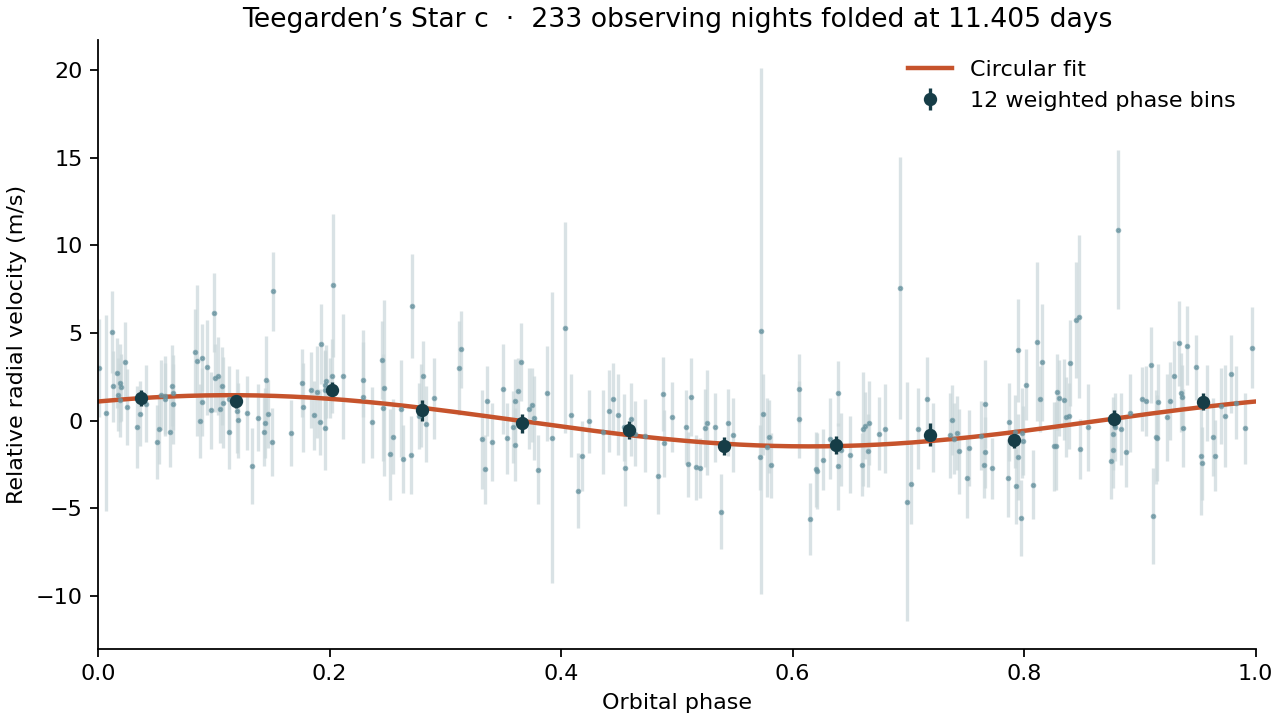 Teegarden’s Star c · 233 observing nights folded at 11.405 days
Circular fit
12 weighted phase bins
Relative radial velocity (m/s)
20
15
10
5
0
−5
−10
0.0
0.2
0.4
0.6
0.8
1.0
Orbital phase